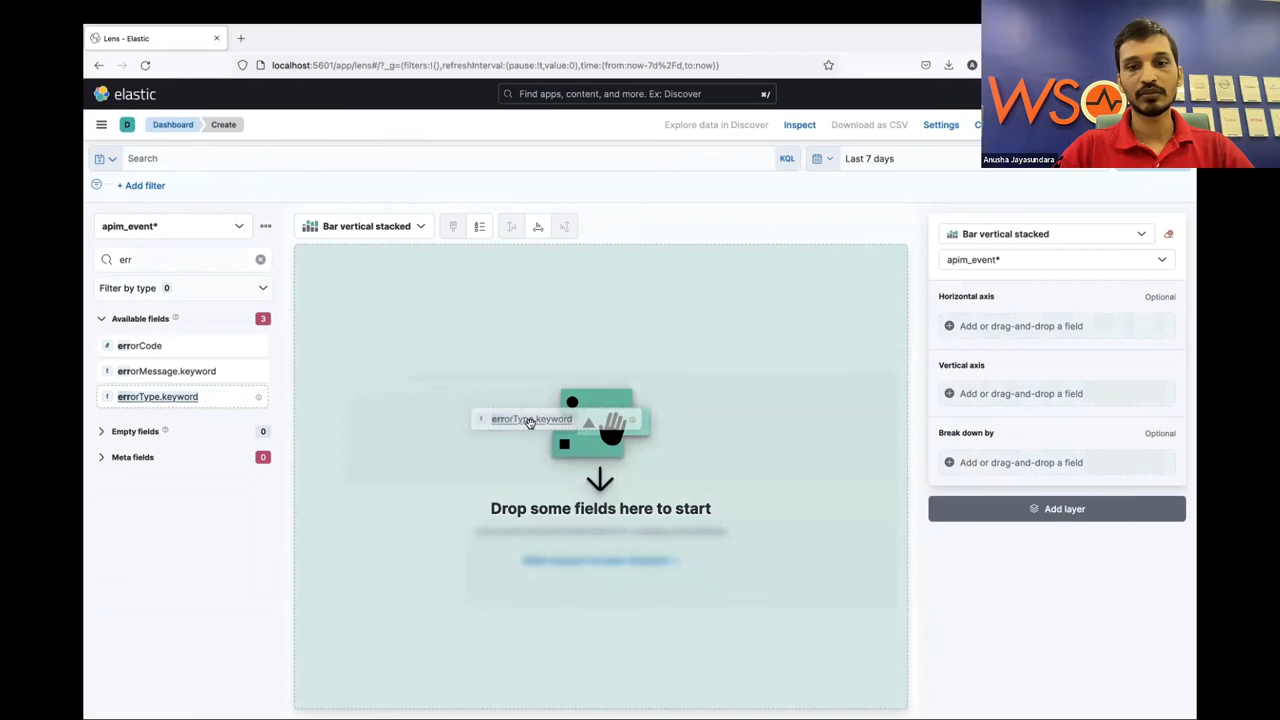 Lens - Elastic
localhost:5601/app/lens#/?_g=(filters:!(),refreshInterval:(pause:!t,value:0),time:(from:now-7d%2Fd,to:now))
elastic
Find apps, content, and more. Ex: Discover
⌘/
D
Dashboard
Create
Explore data in Discover
Inspect
Download as CSV
Settings
Search
KQL
Last 7 days
+ Add filter
WSO
Anusha Jayasundara
apim_event*
Bar vertical stacked
err
Filter by type 0
Available fields
3
# errorCode
t errorMessage.keyword
t errorType.keyword
Empty fields
0
Meta fields
0
t errorType.keyword
Drop some fields here to start
Bar vertical stacked
apim_event*
Horizontal axis
Optional
Add or drag-and-drop a field
Vertical axis
Add or drag-and-drop a field
Break down by
Optional
Add or drag-and-drop a field
Add layer